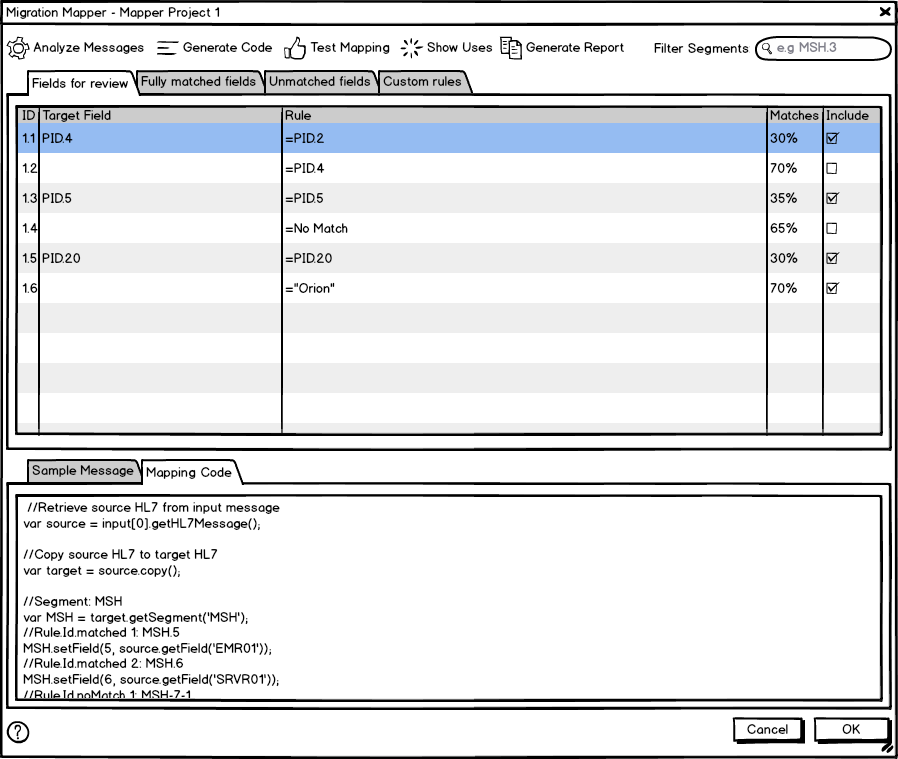 Migration Mapper - Mapper Project 1
Analyze Messages Generate Code Test Mapping Show Uses Generate Report Filter Segments e.g MSH.3
Fields for review Fully matched fields Unmatched fields Custom rules
ID Target Field Rule Matches Include
1.1 PID.4 =PID.2 30%
1.2 =PID.4 70%
1.3 PID.5 =PID.5 35%
1.4 =No Match 65%
1.5 PID.20 =PID.20 30%
1.6 ="Orion" 70%
Sample Message Mapping Code
//Retrieve source HL7 from input message
var source = input[0].getHL7Message();
//Copy source HL7 to target HL7
var target = source.copy();
//Segment: MSH
var MSH = target.getSegment('MSH');
//Rule.Id.matched 1: MSH.5
MSH.setField(5, source.getField('EMR01'));
//Rule.Id.matched 2: MSH.6
MSH.setField(6, source.getField('SRVR01'));
//Rule.Id.noMatch 1: MSH-7-1
? Cancel OK